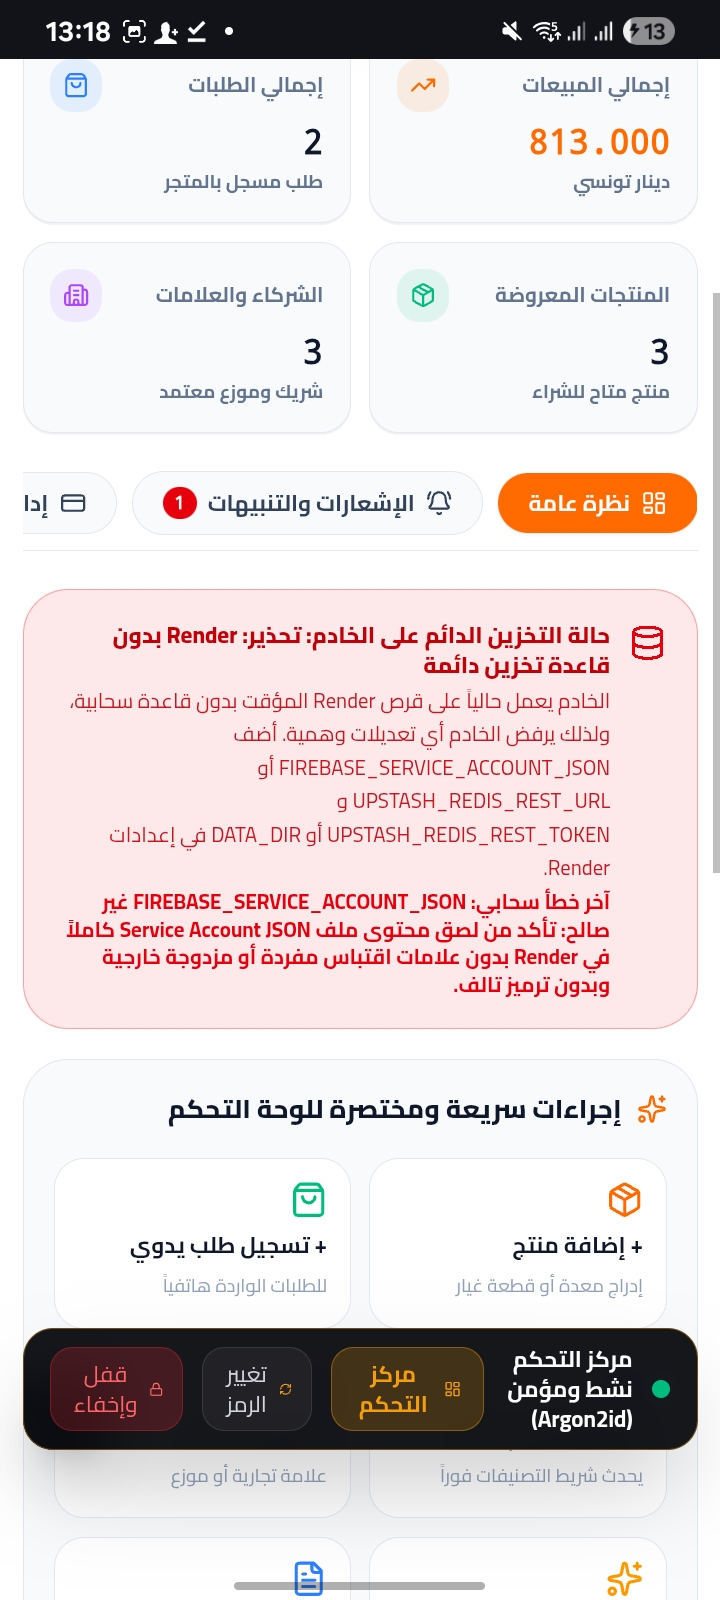 13:18
13
إجمالي المبيعات
813.000
دينار تونسي
إجمالي الطلبات
2
طلب مسجل بالمتجر
المنتجات المعروضة
3
منتج متاح للشراء
الشركاء والعلامات
3
شريك وموزع معتمد
نظرة عامة
الإشعارات والتنبيهات 1
إدا
حالة التخزين الدائم على الخادم: تحذير: Render بدون
قاعدة تخزين دائمة
الخادم يعمل حالياً على قرص Render المؤقت بدون قاعدة سحابية،
ولذلك يرفض الخادم أي تعديلات وهمية. أضف
FIREBASE_SERVICE_ACCOUNT_JSON أو
UPSTASH_REDIS_REST_URL و
UPSTASH_REDIS_REST_TOKEN أو DATA_DIR في إعدادات
Render.
آخر خطأ سحابي: FIREBASE_SERVICE_ACCOUNT_JSON غير
صالح: تأكد من لصق محتوى ملف Service Account JSON كاملاً
في Render بدون علامات اقتباس مفردة أو مزدوجة خارجية
وبدون ترميز تالف.
إجراءات سريعة ومختصرة للوحة التحكم
+ إضافة منتج
إدراج معدة أو قطعة غيار
+ تسجيل طلب يدوي
للطلبات الواردة هاتفياً
مركز التحكم
نشط ومؤمن
(Argon2id)
مركز
التحكم
تغيير
الرمز
قفل
وإخفاء
يحدث شريط التصنيفات فوراً
علامة تجارية أو موزع